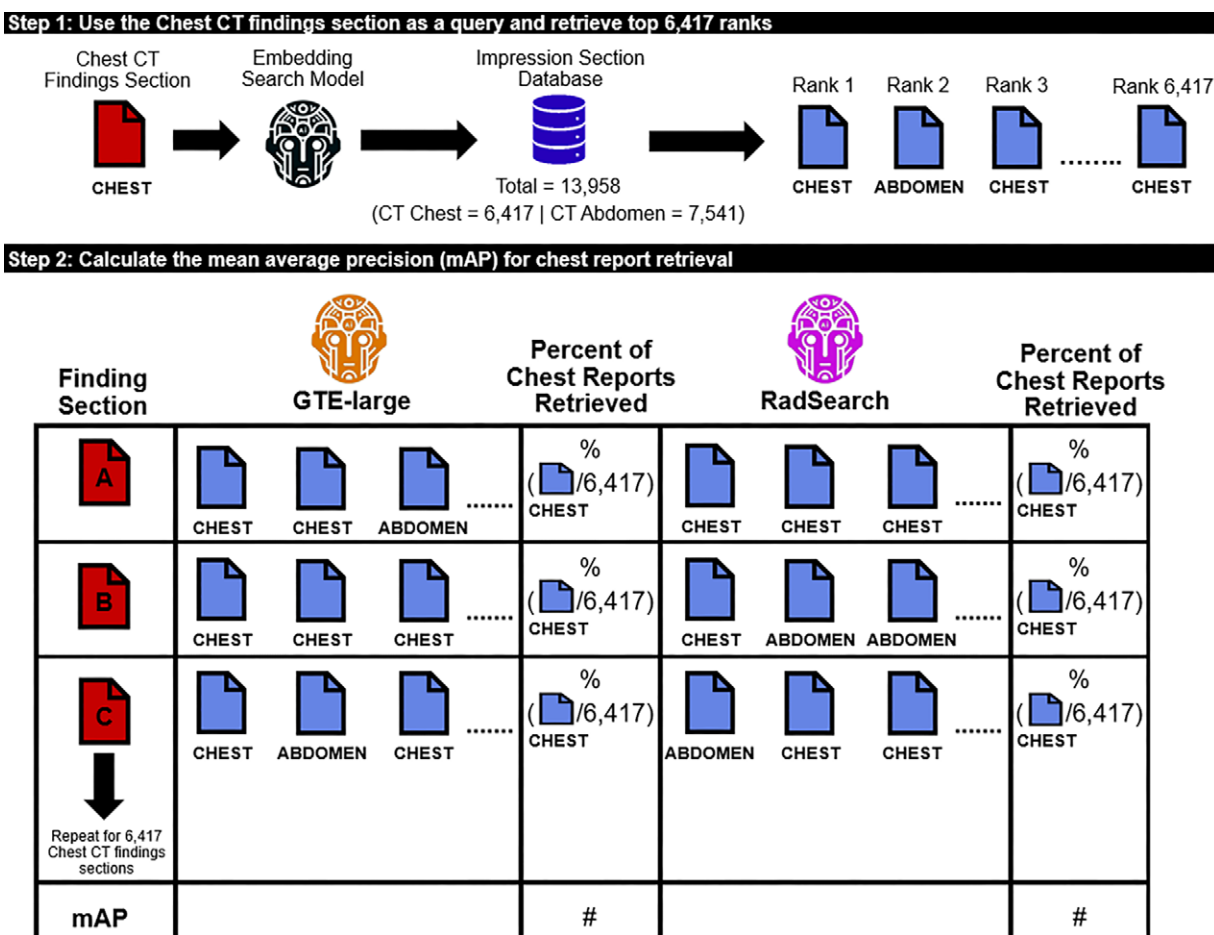 Step 1: Use the Chest CT findings section as a query and retrieve top 6,417 ranks
Chest CT
Findings Section
CHEST
Embedding
Search Model
AI
Impression Section
Database
Total = 13,958
(CT Chest = 6,417 | CT Abdomen = 7,541)
Rank 1
Rank 2
Rank 3
Rank 6,417
CHEST
ABDOMEN
CHEST
........
CHEST
Step 2: Calculate the mean average precision (mAP) for chest report retrieval
Finding
Section
AI
GTE-large
Percent of
Chest Reports
Retrieved
AI
RadSearch
Percent of
Chest Reports
Retrieved
A
CHEST
CHEST
ABDOMEN
.......
%
( /6,417)
CHEST
CHEST
CHEST
CHEST
.......
%
( /6,417)
CHEST
B
CHEST
CHEST
CHEST
.......
%
( /6,417)
CHEST
CHEST
ABDOMEN
ABDOMEN
.......
%
( /6,417)
CHEST
C
Repeat for 6,417
Chest CT findings
sections
CHEST
ABDOMEN
CHEST
.......
%
( /6,417)
CHEST
ABDOMEN
CHEST
CHEST
.......
%
( /6,417)
CHEST
mAP
#
#